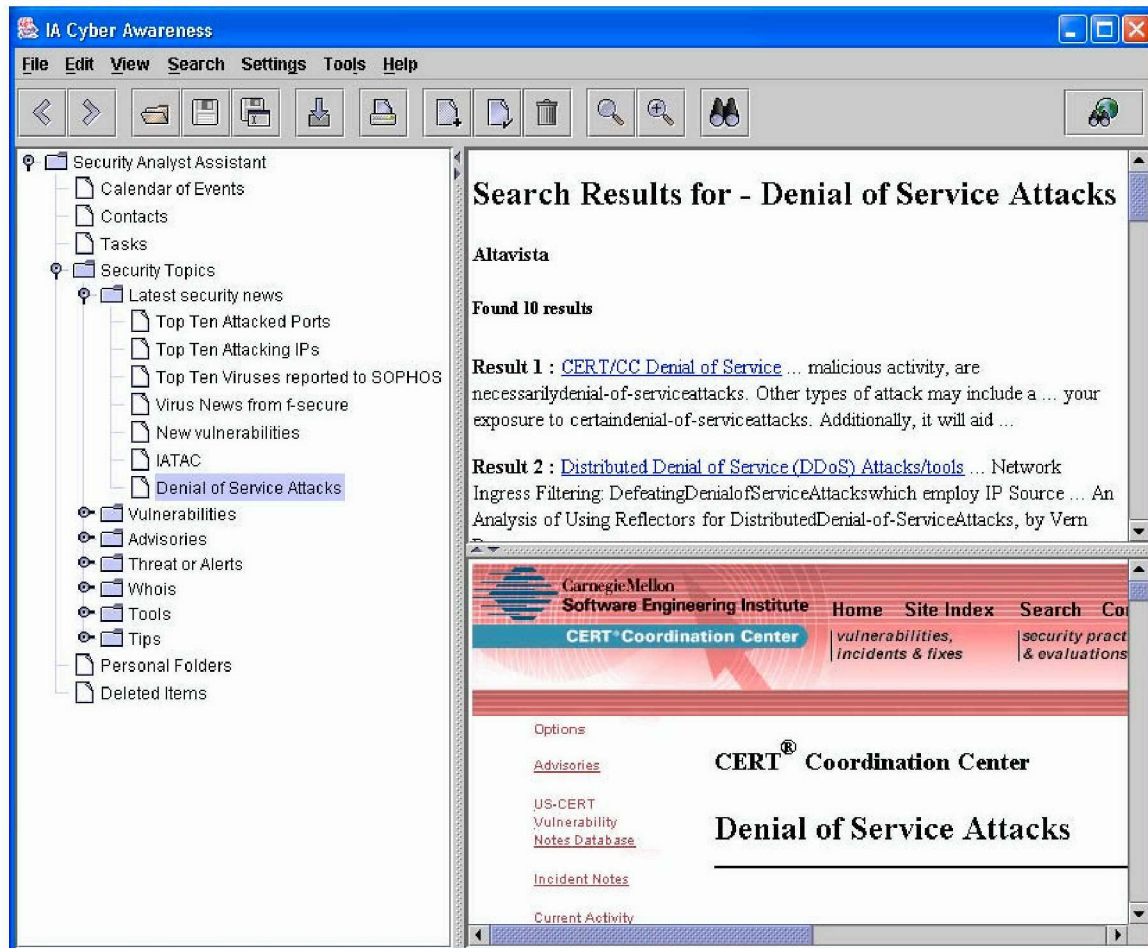 IA Cyber Awareness
File Edit View Search Settings Tools Help
Security Analyst Assistant
Calendar of Events
Contacts
Tasks
Security Topics
Latest security news
Top Ten Attacked Ports
Top Ten Attacking IPs
Top Ten Viruses reported to SOPHOS
Virus News from f-secure
New vulnerabilities
IATAC
Denial of Service Attacks
Vulnerabilities
Advisories
Threat or Alerts
Whois
Tools
Tips
Personal Folders
Deleted Items
Search Results for - Denial of Service Attacks
Altavista
Found 10 results
Result 1 : CERT/CC Denial of Service ... malicious activity, are
necessarilydenial-of-serviceattacks. Other types of attack may include a ... your
exposure to certaindenial-of-serviceattacks. Additionally, it will aid ...
Result 2 : Distributed Denial of Service (DDoS) Attacks/tools ... Network
Ingress Filtering: DefeatingDenialofServiceAttackswhich employ IP Source ... An
Analysis of Using Reflectors for DistributedDenial-of-ServiceAttacks, by Vern
CarnegieMellon
Software Engineering Institute
CERT® Coordination Center
Home Site Index Search Co
vulnerabilities,
incidents & fixes
security pract
& evaluations
Options
Advisories
US-CERT
Vulnerability
Notes Database
Incident Notes
Current Activity
CERT® Coordination Center
Denial of Service Attacks